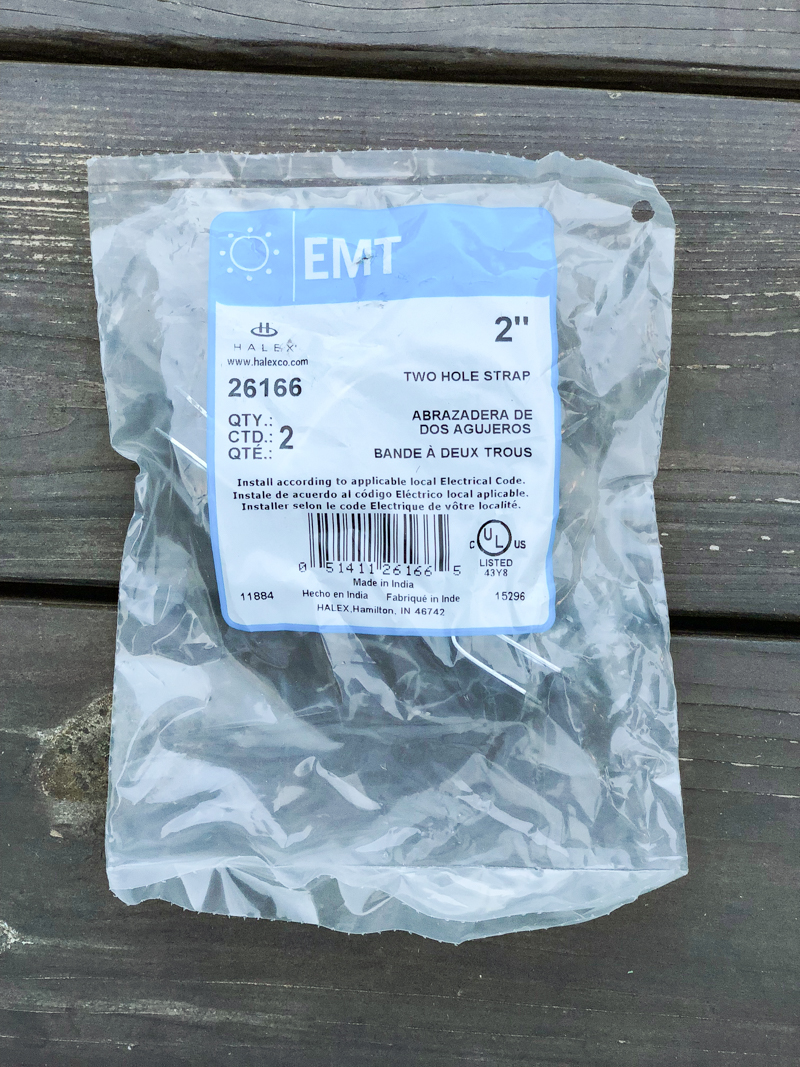 EMT
HALEX
2"
www.halexco.com
26166
TWO HOLE STRAP
QTY.:
CTD.: 2
QTÉ.:
ABRAZADERA DE
DOS AGUJEROS
BANDE À DEUX TROUS
Install according to applicable local Electrical Code.
Instale de acuerdo al código Eléctrico local aplicable.
Installer selon le code Electrique de vôtre localité.
0 51411 26166 5
C UL US
LISTED
43Y8
Made in India
11884 Hecho en India Fabriqué in Inde 15296
HALEX,Hamilton, IN 46742